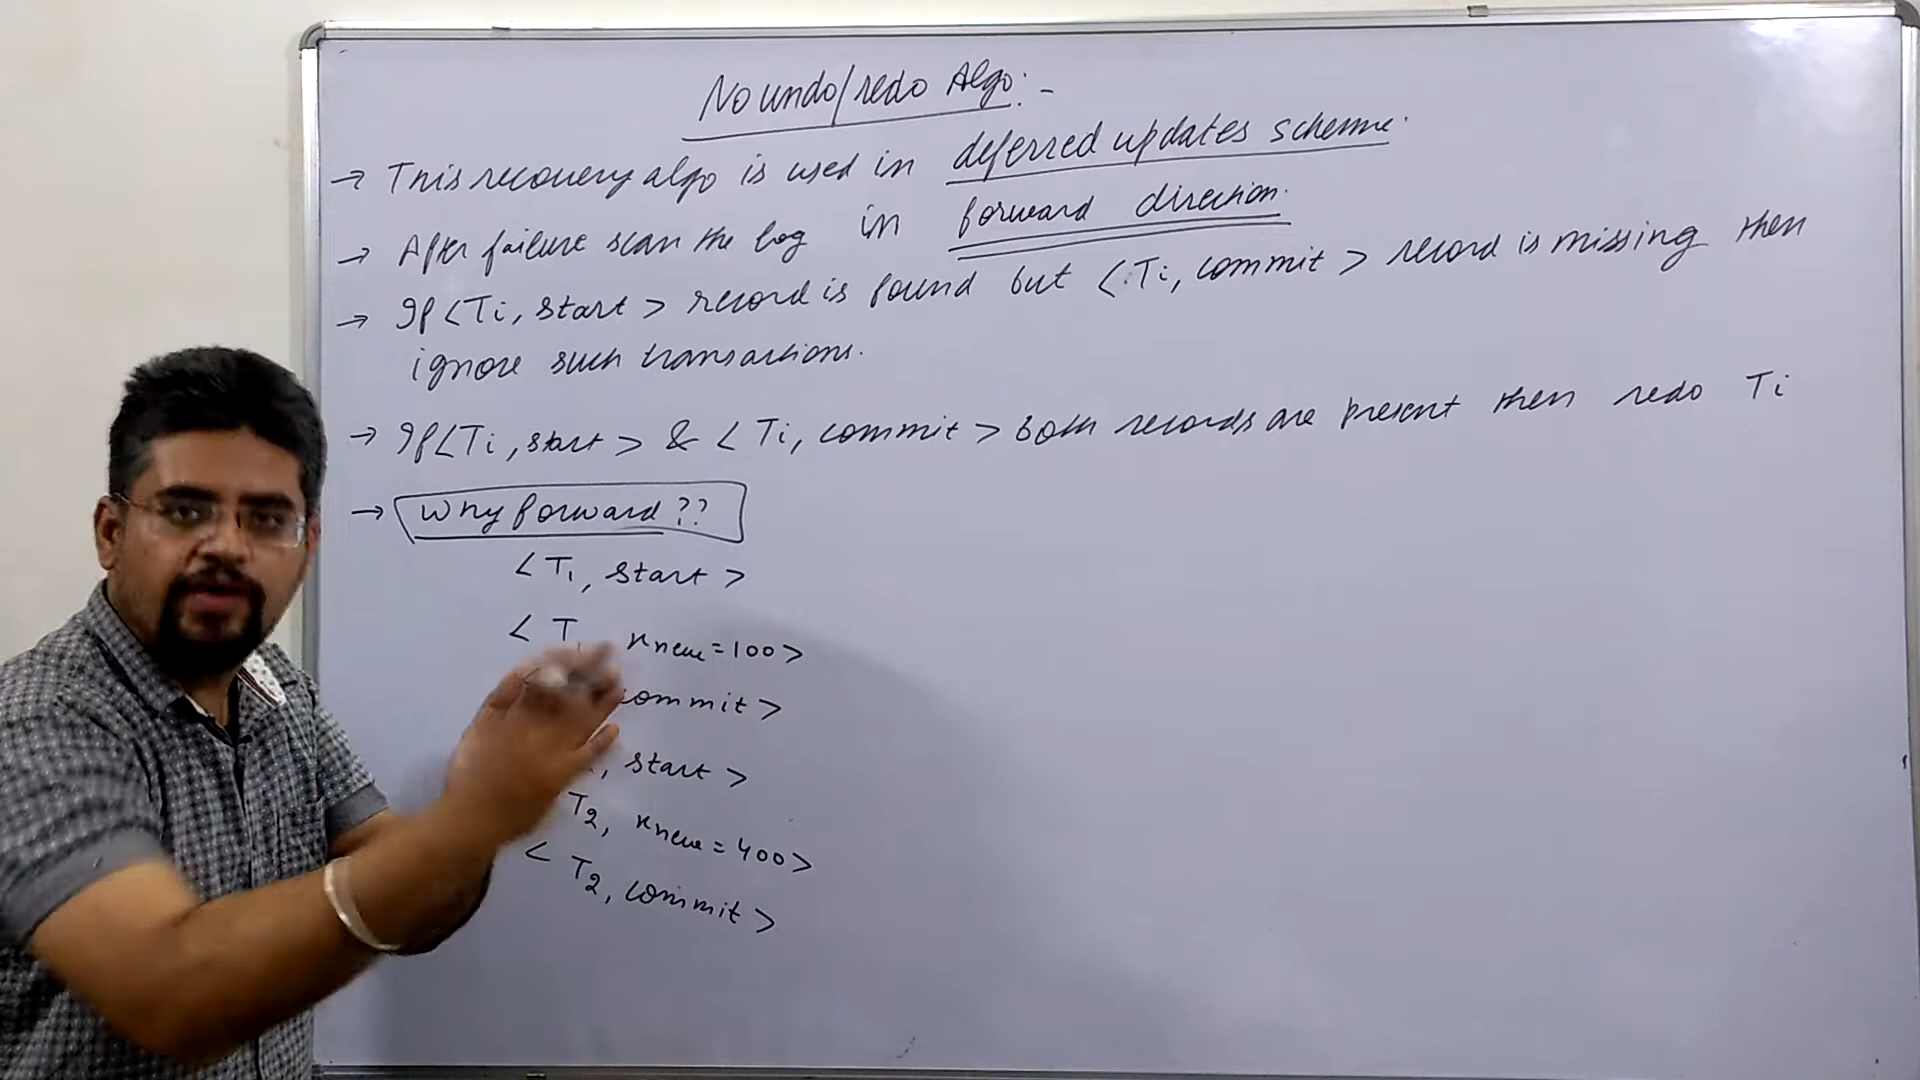 No undo/redo Algo:-
→ This recovery algo is used in deferred updates scheme.
→ After failure scan the log in forward direction.
→ If <Ti, start> record is found but <Ti, commit> record is missing then
ignore such transactions.
→ If <Ti, start> & <Ti, commit> both records are present then redo Ti
→ Why forward??
<T1, start>
<T1 xnew=100>
commit>
, start>
T2, xnew=400>
<T2, commit>